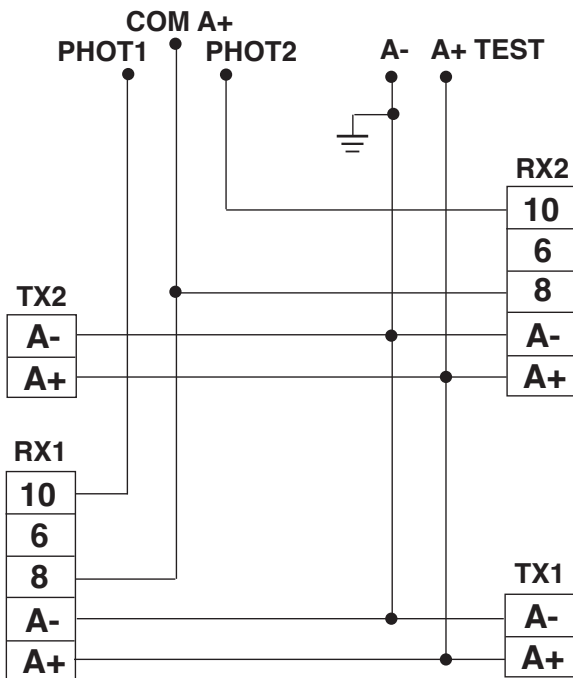 COM A+
PHOT1 PHOT2 A- A+ TEST
RX2
10
6
8
A-
A+
TX2
A-
A+
RX1
10
6
8
A-
A+
TX1
A-
A+